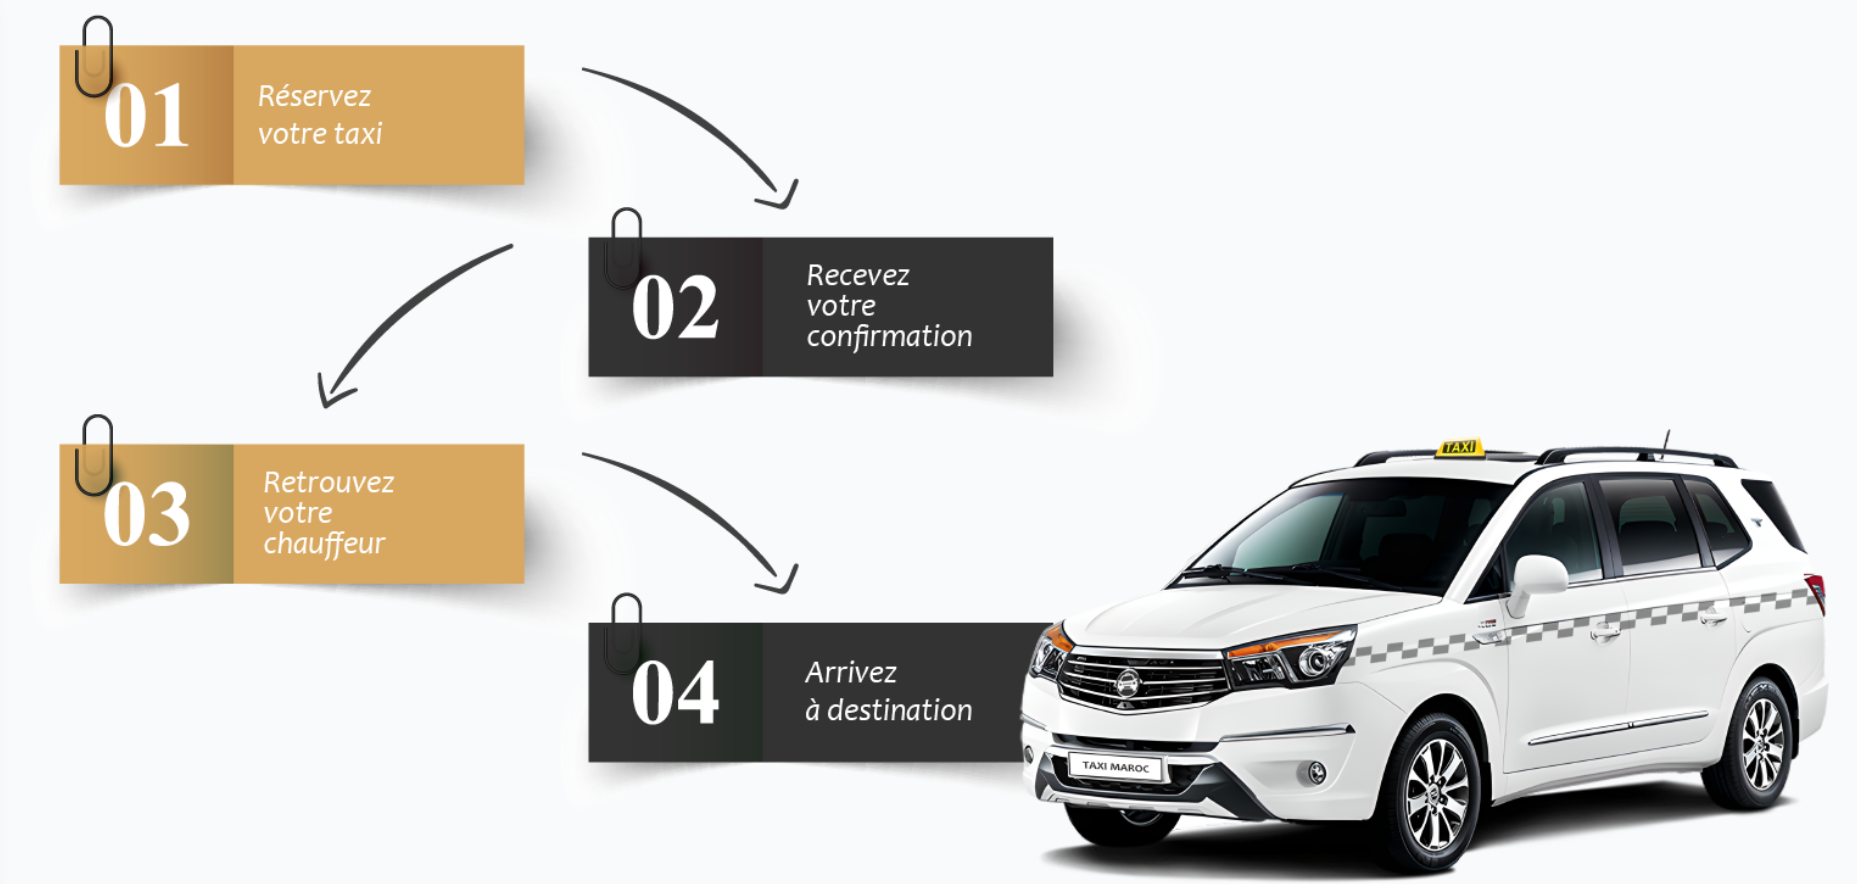 01
Réservez
votre taxi
02
Recevez
votre
confirmation
03
Retrouvez
votre
chauffeur
04
Arrivez
à destination
TAXI
TAXI MAROC